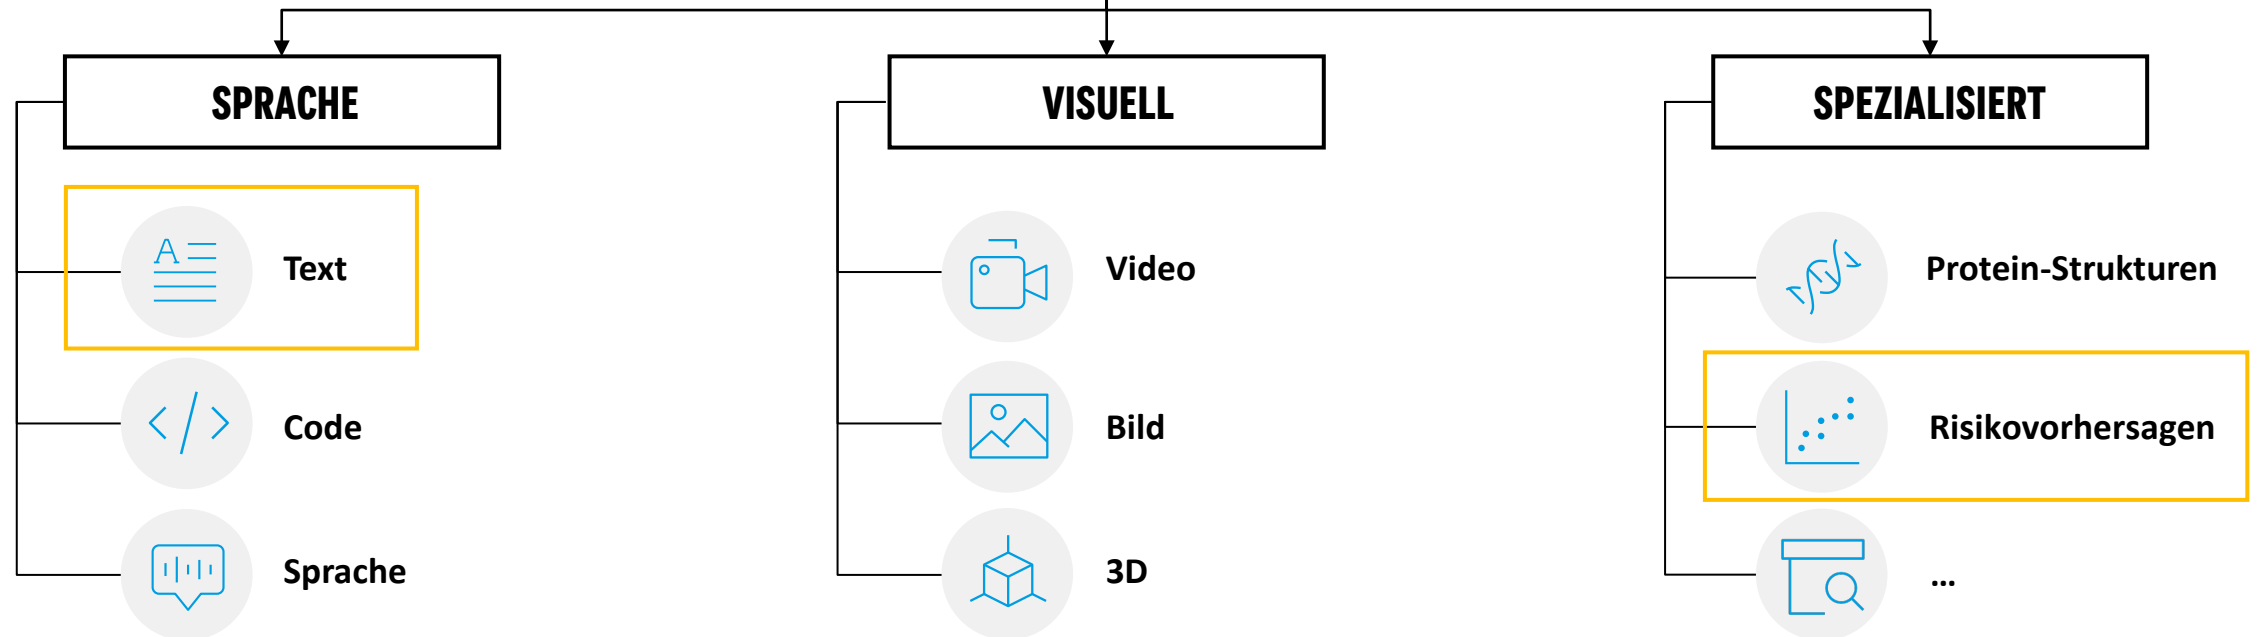 SPRACHE
Text
Code
Sprache
VISUELL
Video
Bild
3D
SPEZIALISIERT
Protein-Strukturen
Risikovorhersagen
...